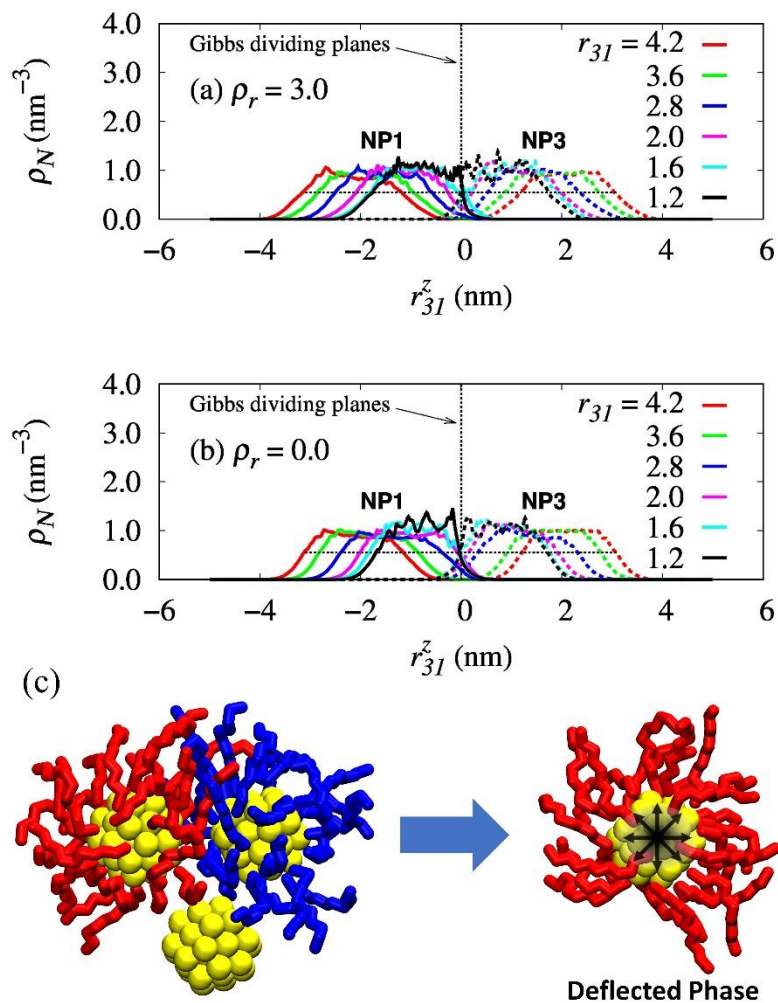 Gibbs dividing planes
(a) ρr = 3.0
NP1
NP3
r31 = 4.2
3.6
2.8
2.0
1.6
1.2
ρN (nm−3)
4.0
3.0
2.0
1.0
0.0
−6 −4 −2 0 2 4 6
r31^z (nm)
Gibbs dividing planes
(b) ρr = 0.0
NP1
NP3
r31 = 4.2
3.6
2.8
2.0
1.6
1.2
ρN (nm−3)
4.0
3.0
2.0
1.0
0.0
−6 −4 −2 0 2 4 6
r31^z (nm)
(c)
Deflected Phase